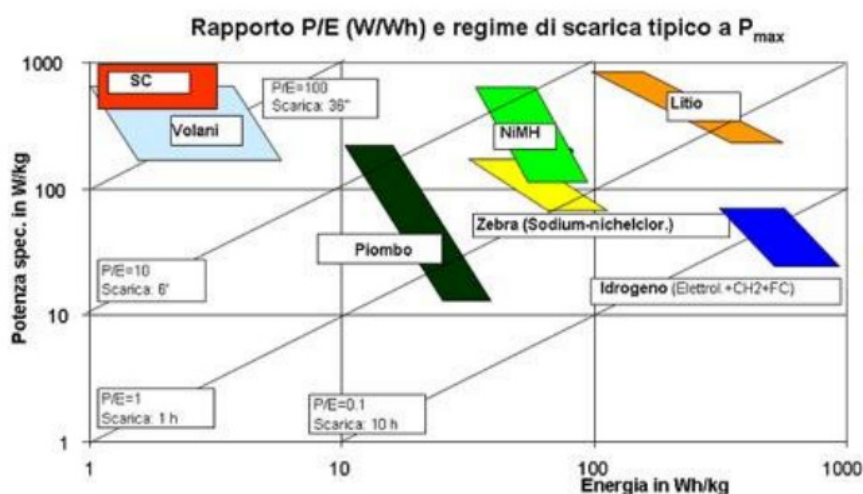 Rapporto P/E (W/Wh) e regime di scarica tipico a Pmax
Potenza spec. in W/kg
1000
100
10
1
SC
Volani
P/E=100
Scarica: 36"
NiMH
Litio
Piombo
Zebra (Sodium-nichelclor.)
Idrogeno (Elettrol.+CH2+FC)
P/E=10
Scarica: 6'
P/E=1
Scarica: 1 h
P/E=0.1
Scarica: 10 h
1
10
100
1000
Energia in Wh/kg